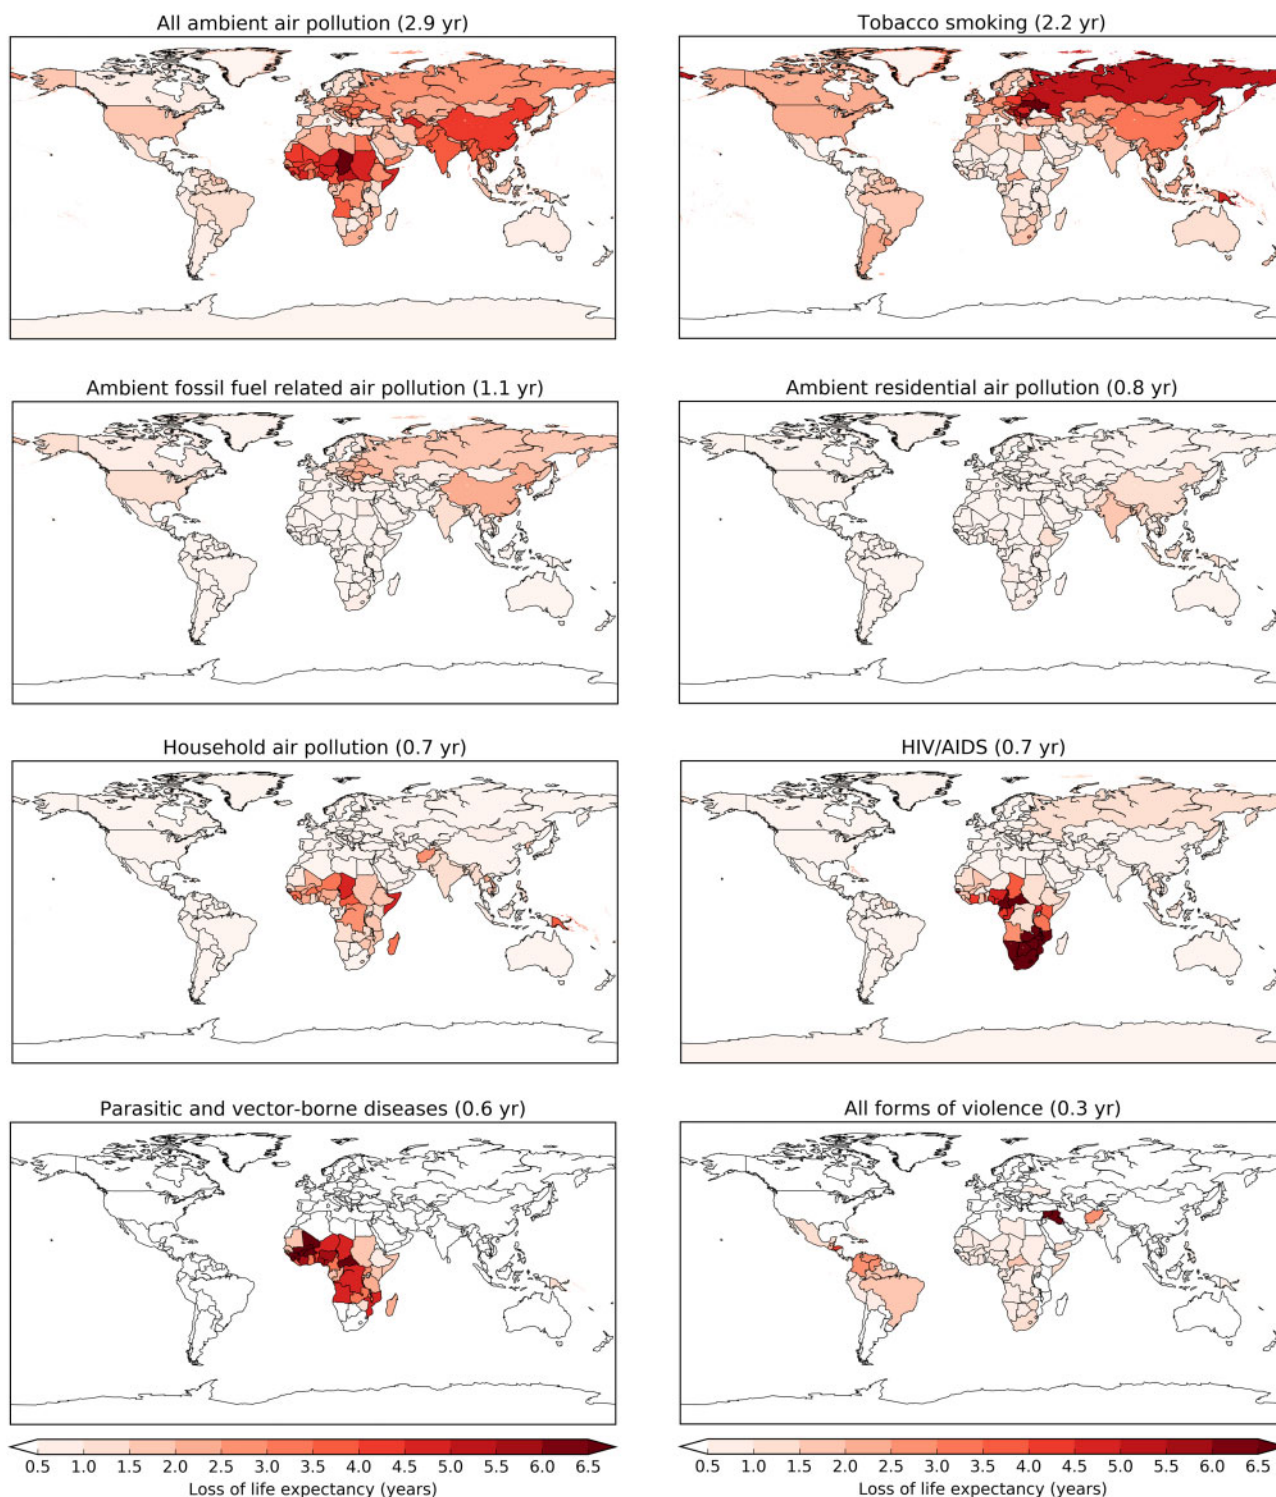 All ambient air pollution (2.9 yr)
Tobacco smoking (2.2 yr)
Ambient fossil fuel related air pollution (1.1 yr)
Ambient residential air pollution (0.8 yr)
Household air pollution (0.7 yr)
HIV/AIDS (0.7 yr)
Parasitic and vector-borne diseases (0.6 yr)
All forms of violence (0.3 yr)
0.5 1.0 1.5 2.0 2.5 3.0 3.5 4.0 4.5 5.0 5.5 6.0 6.5
Loss of life expectancy (years)
0.5 1.0 1.5 2.0 2.5 3.0 3.5 4.0 4.5 5.0 5.5 6.0 6.5
Loss of life expectancy (years)